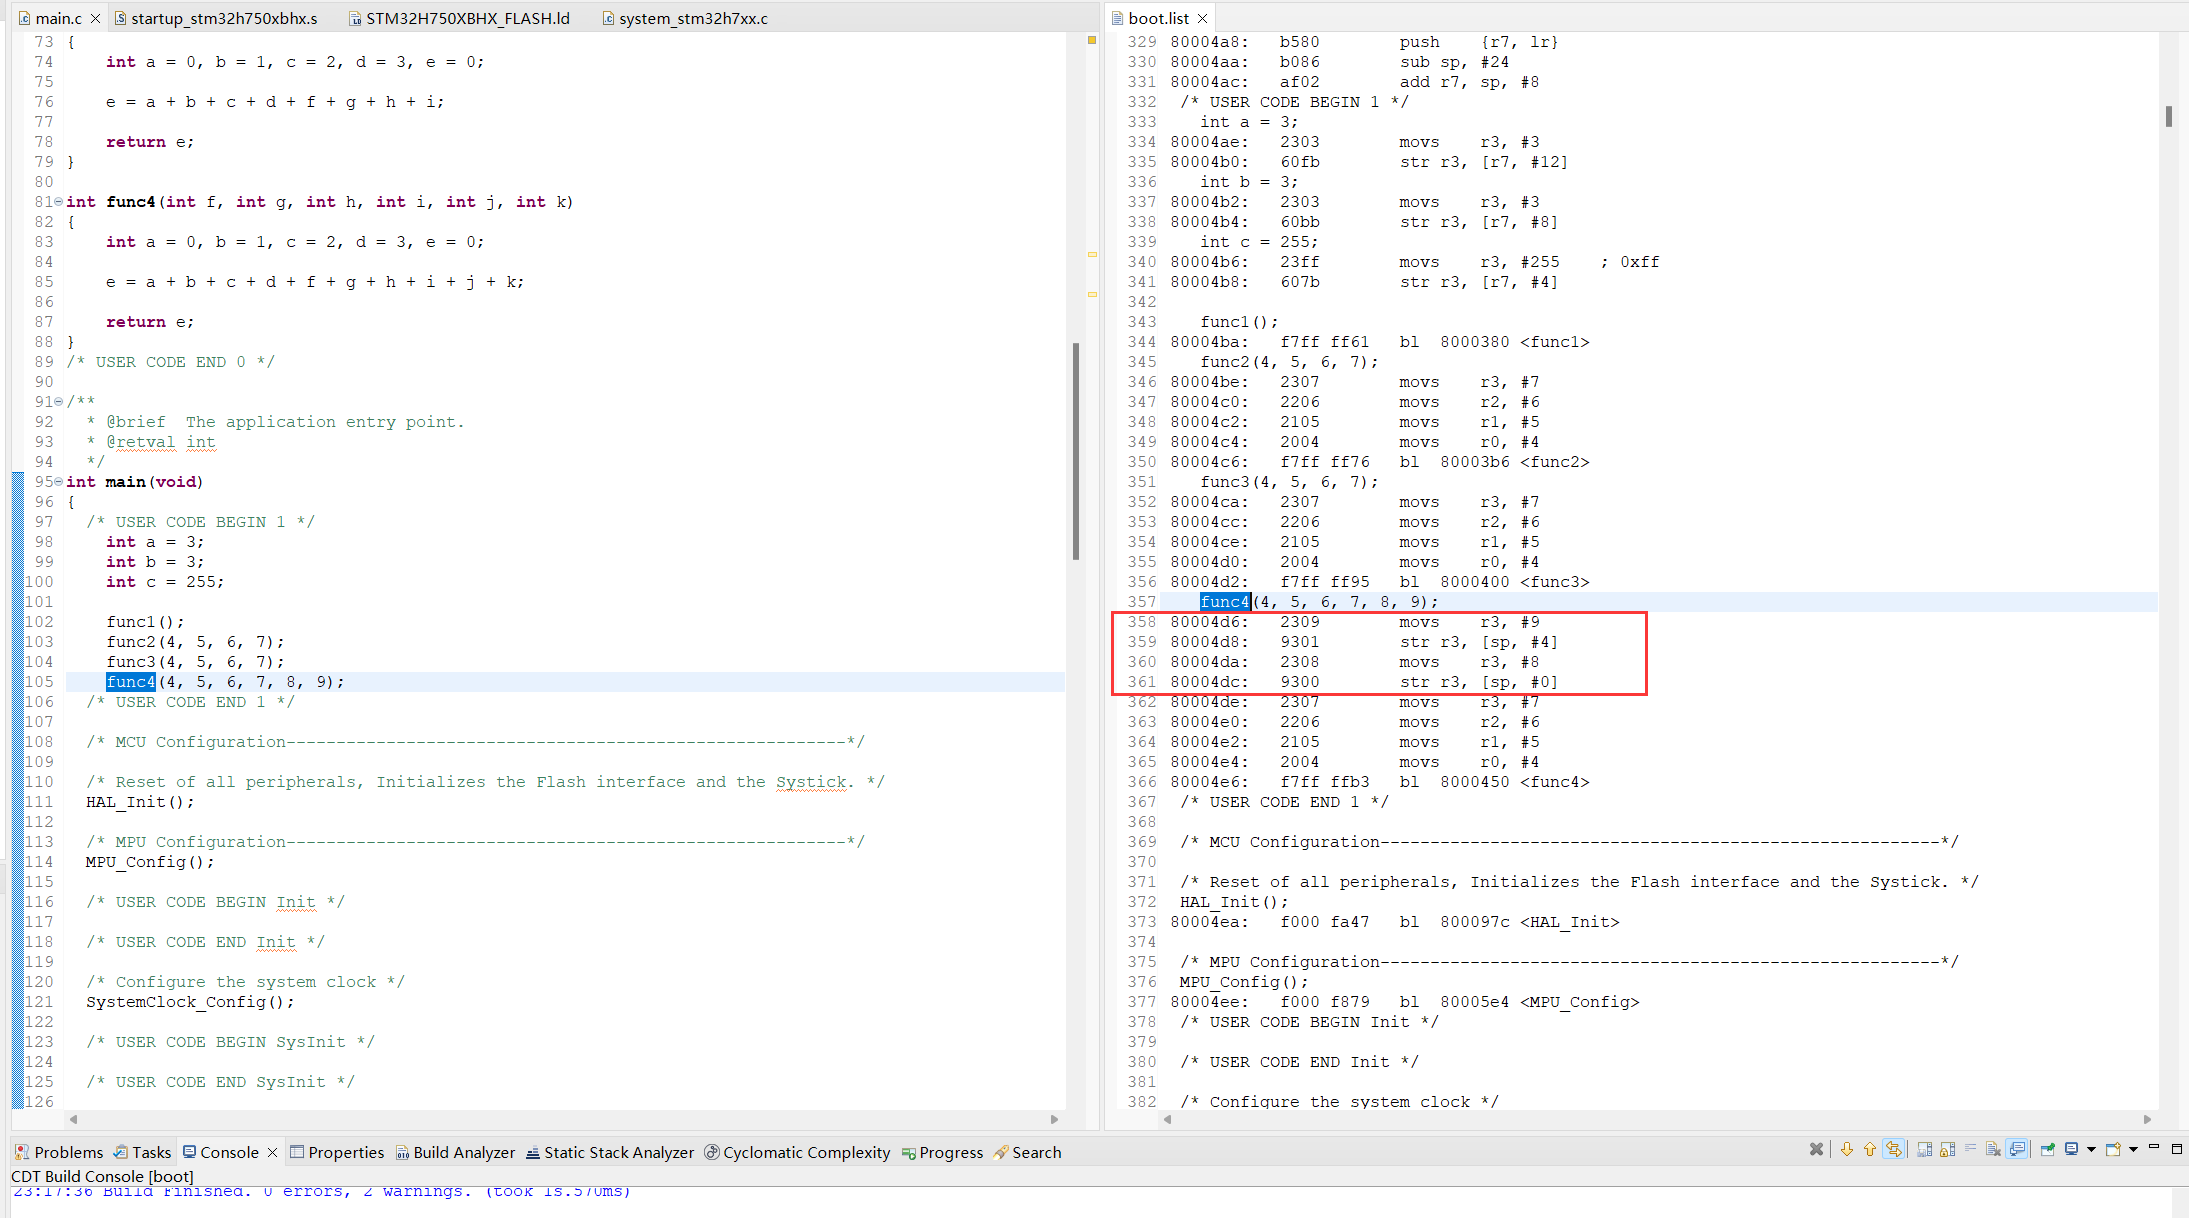 main.c
startup_stm32h750xbhx.s
STM32H750XBHX_FLASH.ld
system_stm32h7xx.c
73 {
74     int a = 0, b = 1, c = 2, d = 3, e = 0;
75
76     e = a + b + c + d + f + g + h + i;
77
78     return e;
79 }
80
81 int func4(int f, int g, int h, int i, int j, int k)
82 {
83     int a = 0, b = 1, c = 2, d = 3, e = 0;
84
85     e = a + b + c + d + f + g + h + i + j + k;
86
87     return e;
88 }
89 /* USER CODE END 0 */
90
91 /**
92   * @brief  The application entry point.
93   * @retval int
94   */
95 int main(void)
96 {
97   /* USER CODE BEGIN 1 */
98     int a = 3;
99     int b = 3;
100     int c = 255;
101
102     func1();
103     func2(4, 5, 6, 7);
104     func3(4, 5, 6, 7);
105     func4(4, 5, 6, 7, 8, 9);
106   /* USER CODE END 1 */
107
108   /* MCU Configuration--------------------------------------------------------*/
109
110   /* Reset of all peripherals, Initializes the Flash interface and the Systick. */
111   HAL_Init();
112
113   /* MPU Configuration--------------------------------------------------------*/
114   MPU_Config();
115
116   /* USER CODE BEGIN Init */
117
118   /* USER CODE END Init */
119
120   /* Configure the system clock */
121   SystemClock_Config();
122
123   /* USER CODE BEGIN SysInit */
124
125   /* USER CODE END SysInit */
126
boot.list
329 80004a8:   b580        push    {r7, lr}
330 80004aa:   b086        sub sp, #24
331 80004ac:   af02        add r7, sp, #8
332  /* USER CODE BEGIN 1 */
333    int a = 3;
334 80004ae:   2303        movs    r3, #3
335 80004b0:   60fb        str r3, [r7, #12]
336    int b = 3;
337 80004b2:   2303        movs    r3, #3
338 80004b4:   60bb        str r3, [r7, #8]
339    int c = 255;
340 80004b6:   23ff        movs    r3, #255    ; 0xff
341 80004b8:   607b        str r3, [r7, #4]
342
343    func1();
344 80004ba:   f7ff ff61   bl  8000380 <func1>
345    func2(4, 5, 6, 7);
346 80004be:   2307        movs    r3, #7
347 80004c0:   2206        movs    r2, #6
348 80004c2:   2105        movs    r1, #5
349 80004c4:   2004        movs    r0, #4
350 80004c6:   f7ff ff76   bl  80003b6 <func2>
351    func3(4, 5, 6, 7);
352 80004ca:   2307        movs    r3, #7
353 80004cc:   2206        movs    r2, #6
354 80004ce:   2105        movs    r1, #5
355 80004d0:   2004        movs    r0, #4
356 80004d2:   f7ff ff95   bl  8000400 <func3>
357    func4(4, 5, 6, 7, 8, 9);
358 80004d6:   2309        movs    r3, #9
359 80004d8:   9301        str r3, [sp, #4]
360 80004da:   2308        movs    r3, #8
361 80004dc:   9300        str r3, [sp, #0]
362 80004de:   2307        movs    r3, #7
363 80004e0:   2206        movs    r2, #6
364 80004e2:   2105        movs    r1, #5
365 80004e4:   2004        movs    r0, #4
366 80004e6:   f7ff ffb3   bl  8000450 <func4>
367  /* USER CODE END 1 */
368
369  /* MCU Configuration--------------------------------------------------------*/
370
371  /* Reset of all peripherals, Initializes the Flash interface and the Systick. */
372  HAL_Init();
373 80004ea:   f000 fa47   bl  800097c <HAL_Init>
374
375  /* MPU Configuration--------------------------------------------------------*/
376  MPU_Config();
377 80004ee:   f000 f879   bl  80005e4 <MPU_Config>
378  /* USER CODE BEGIN Init */
379
380  /* USER CODE END Init */
381
382  /* Configure the system clock */
Problems Tasks Console Properties Build Analyzer Static Stack Analyzer Cyclomatic Complexity Progress Search
CDT Build Console [boot]
23:17:36 Build Finished. 0 errors, 2 warnings. (took 1s.570ms)